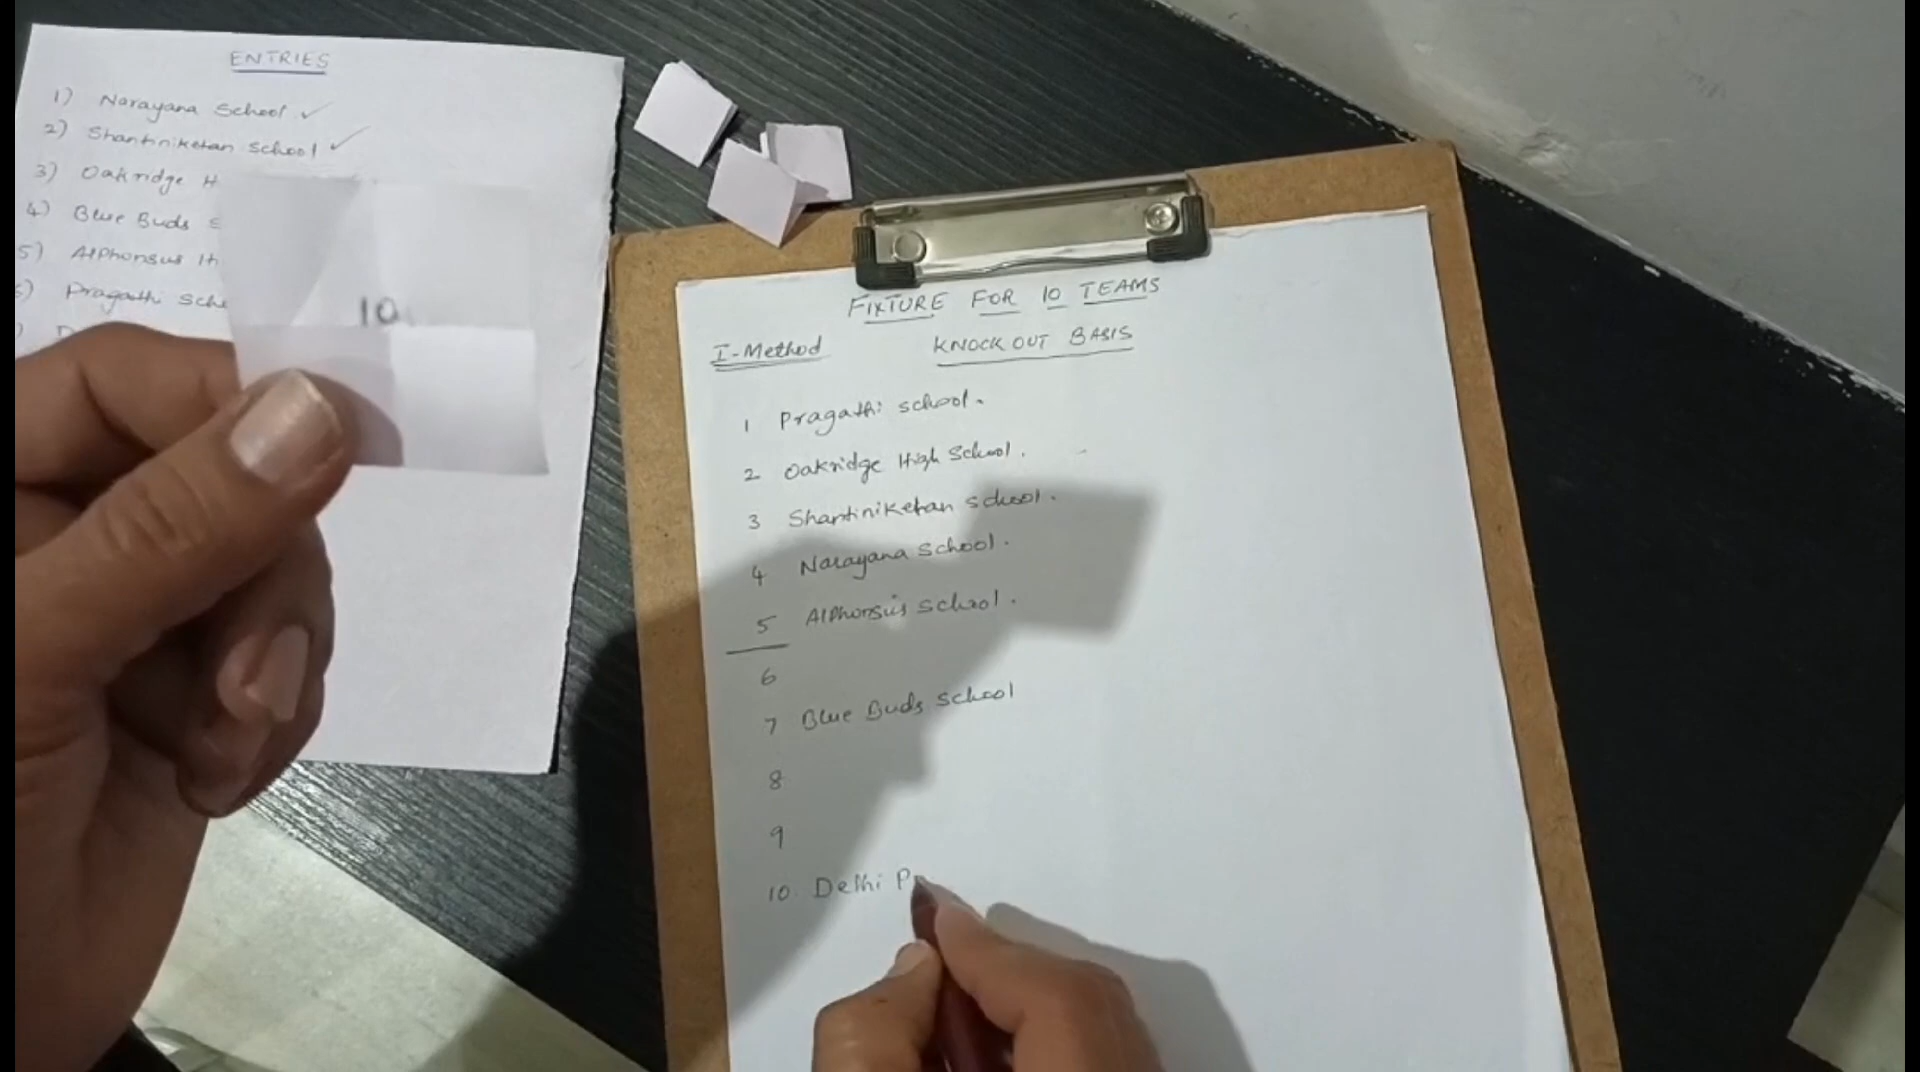 ENTRIES
1) Narayana School ✓
2) Shantiniketan School ✓
3) Oakridge H
4) Blue Buds S
5) Alphonsus H
) Pragathi Scho
) D
10
FIXTURE FOR 10 TEAMS
I-Method
KNOCK OUT BASIS
1 Pragathi school.
2 Oakridge High School.
3 Shantiniketan school.
4 Narayana School.
5 Alphonsus school.
6
7 Blue Buds School
8
9
10. Delhi P